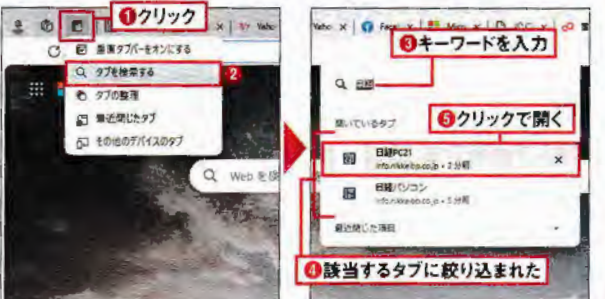 ❶クリック
垂直タブバーをオンにする
タブを検索する
❷
タブの整理
最近閉じたタブ
その他のデバイスのタブ
Web を検
❸キーワードを入力
日経
開いているタブ
❺クリックで開く
日経PC21
info.nikkeibp.co.jp • 2 分前
日経パソコン
info.nikkeibp.co.jp • 5 分前
最近閉じた項目
❹該当するタブに絞り込まれた